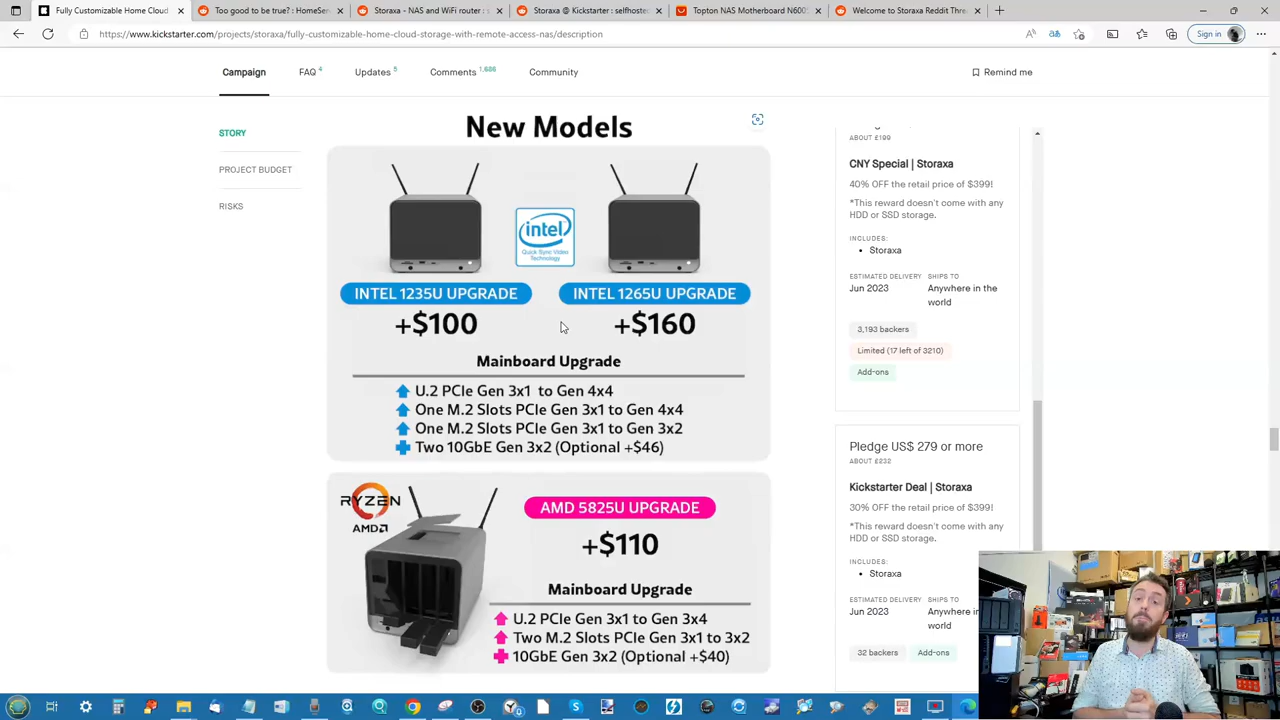 Fully Customizable Home Cloud
Too good to be true? : HomeServ
Storaxa - NAS and WiFi router : s
Storaxa @ Kickstarter : selfhoste
Topton NAS Motherboard N600
Welcome to Storaxa Reddit Thre
https://www.kickstarter.com/projects/storaxa/fully-customizable-home-cloud-storage-with-remote-access-nas/description
Sign in
Campaign
FAQ 4
Updates 5
Comments 1,686
Community
Remind me
STORY
PROJECT BUDGET
RISKS
New Models
intel
Quick Sync Video
Technology
INTEL 1235U UPGRADE
INTEL 1265U UPGRADE
+$100
+$160
Mainboard Upgrade
U.2 PCIe Gen 3x1 to Gen 4x4
One M.2 Slots PCIe Gen 3x1 to Gen 4x4
One M.2 Slots PCIe Gen 3x1 to Gen 3x2
Two 10GbE Gen 3x2 (Optional +$46)
RYZEN
AMD
AMD 5825U UPGRADE
+$110
Mainboard Upgrade
U.2 PCIe Gen 3x1 to Gen 3x4
Two M.2 Slots PCIe Gen 3x1 to 3x2
10GbE Gen 3x2 (Optional +$40)
ABOUT £199
CNY Special | Storaxa
40% OFF the retail price of $399!
*This reward doesn't come with any
HDD or SSD storage.
INCLUDES:
Storaxa
ESTIMATED DELIVERY
SHIPS TO
Jun 2023
Anywhere in the
world
3,193 backers
Limited (17 left of 3210)
Add-ons
Pledge US$ 279 or more
ABOUT £232
Kickstarter Deal | Storaxa
30% OFF the retail price of $399!
*This reward doesn't come with any
HDD or SSD storage.
INCLUDES:
Storaxa
ESTIMATED DELIVERY
SHIPS TO
Jun 2023
Anywhere in
world
32 backers
Add-ons